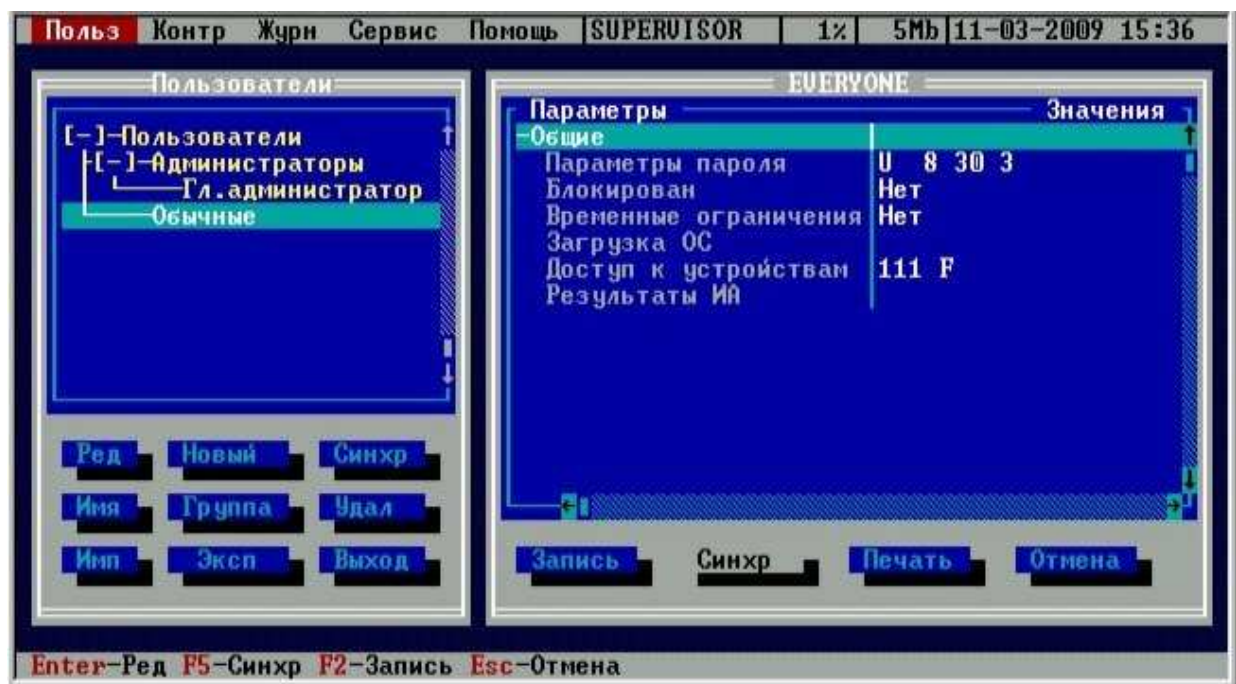 Польз Контр Журн Сервис Помощь SUPERVISOR 1% 5Mb 11-03-2009 15:36
Пользователи
[-]-Пользователи
[-]-Администраторы
Гл.администратор
Обычные
Ред Новый Синхр
Имя Группа Удал
Имп Эксп Выход
EVERYONE
Параметры Значения
-Общие
Параметры пароля U 8 30 3
Блокирован Нет
Временные ограничения Нет
Загрузка ОС
Доступ к устройствам 111 F
Результаты ИА
Запись Синхр Печать Отмена
Enter-Ред F5-Синхр F2-Запись Esc-Отмена